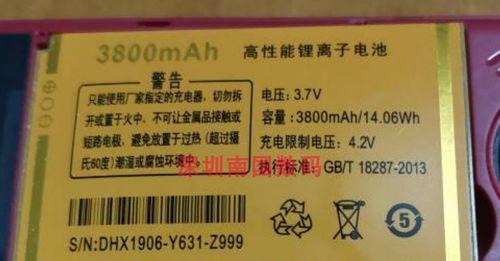 3800mAh 高性能锂离子电池
警告
只能使用厂家指定的充电器，切勿拆
开或置于火中，不可让金属品接触或
短路电极，避免放置于过热（超过摄
氏60度）潮湿或腐蚀环境中。
电压: 3.7V
容量: 3800mAh/14.06Wh
充电限制电压: 4.2V
执行标准: GB/T 18287-2013
深圳南国数码
5
S/N:DHX1906-Y631-Z999